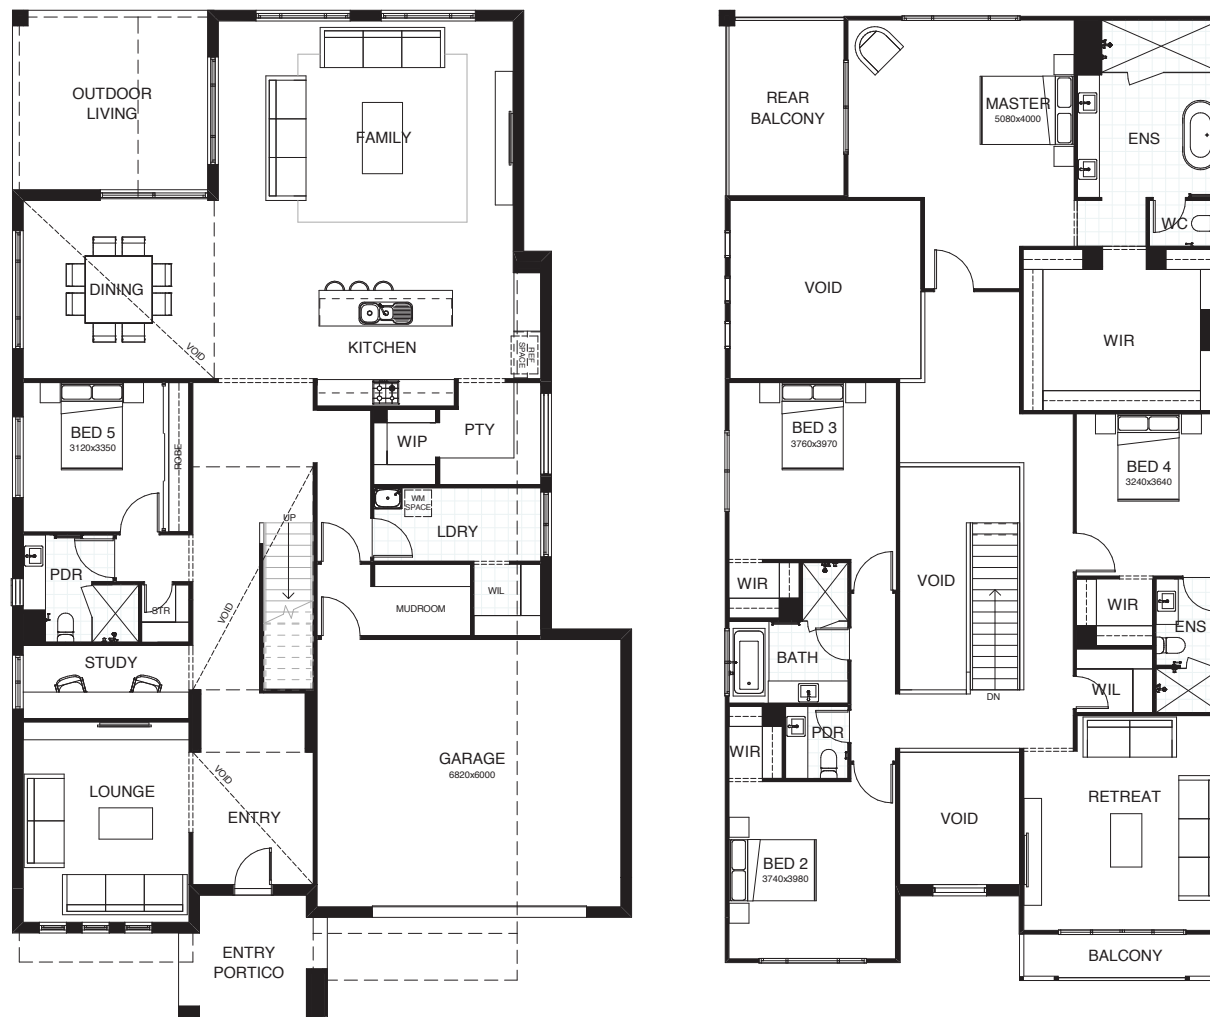 OUTDOOR
LIVING
FAMILY
DINING
VOID
KITCHEN
REF
SPACE
BED 5
3120x3350
ROBE
WIP
PTY
WM
SPACE
LDRY
UP
PDR
STR
VOID
MUDROOM
WIL
STUDY
LOUNGE
VOID
ENTRY
GARAGE
6820x6000
ENTRY
PORTICO
REAR
BALCONY
MASTER
5080x4000
ENS
WC
VOID
WIR
BED 3
3760x3970
BED 4
3240x3640
WIR
VOID
WIR
ENS
BATH
WIL
DN
WIR
PDR
VOID
RETREAT
BED 2
3740x3980
BALCONY